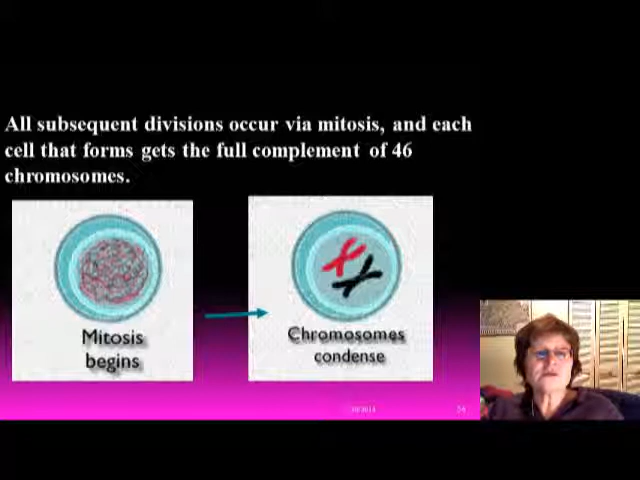 All subsequent divisions occur via mitosis, and each
cell that forms gets the full complement of 46
chromosomes.
Mitosis
begins
Chromosomes
condense